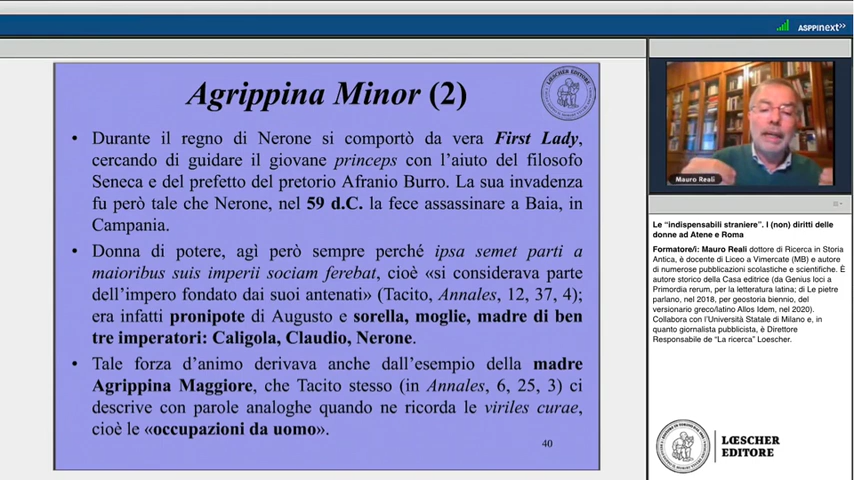 ASPPInext>>
Agrippina Minor (2)
• Durante il regno di Nerone si comportò da vera First Lady,
cercando di guidare il giovane princeps con l'aiuto del filosofo
Seneca e del prefetto del pretorio Afranio Burro. La sua invadenza
fu però tale che Nerone, nel 59 d.C. la fece assassinare a Baia, in
Campania.
• Donna di potere, agì però sempre perché ipsa semet parti a
maioribus suis imperii sociam ferebat, cioè «si considerava parte
dell'impero fondato dai suoi antenati» (Tacito, Annales, 12, 37, 4);
era infatti pronipote di Augusto e sorella, moglie, madre di ben
tre imperatori: Caligola, Claudio, Nerone.
• Tale forza d'animo derivava anche dall'esempio della madre
Agrippina Maggiore, che Tacito stesso (in Annales, 6, 25, 3) ci
descrive con parole analoghe quando ne ricorda le viriles curae,
cioè le «occupazioni da uomo».
40
Mauro Reali
Le "indispensabili straniere". I (non) diritti delle
donne ad Atene e Roma
Formatore/i: Mauro Reali dottore di Ricerca in Storia
Antica, è docente di Liceo a Vimercate (MB) e autore
di numerose pubblicazioni scolastiche e scientifiche. È
autore storico della Casa editrice (da Genius loci a
Primordia rerum, per la letteratura latina; di Le pietre
parlano, nel 2018, per geostoria biennio, del
versionario greco/latino Allos Idem, nel 2020).
Collabora con l'Università Statale di Milano e, in
quanto giornalista pubblicista, è Direttore
Responsabile de "La ricerca" Loescher.
LŒSCHER
EDITORE